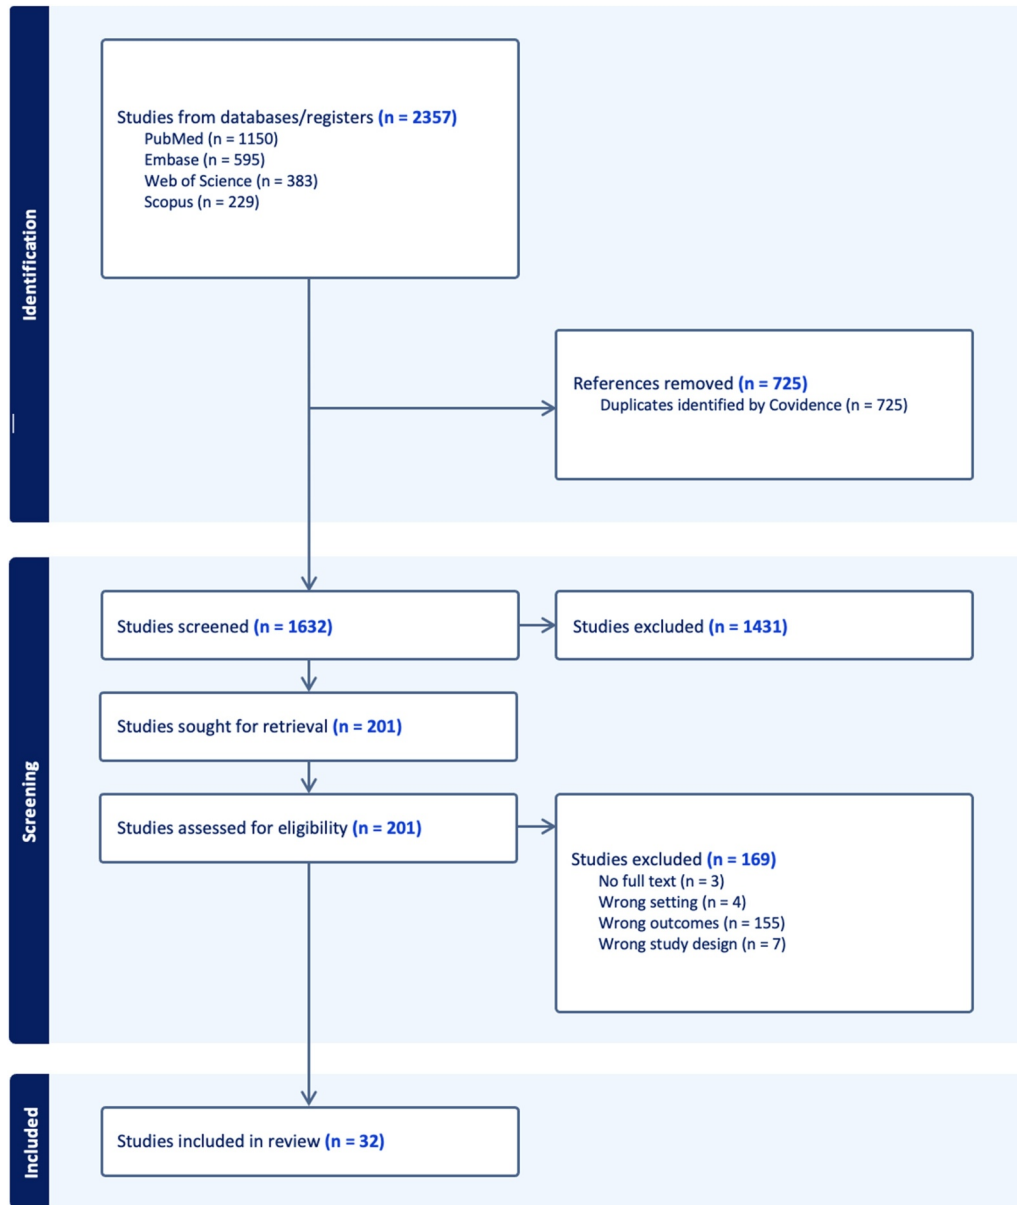 Identification
Studies from databases/registers (n = 2357)
PubMed (n = 1150)
Embase (n = 595)
Web of Science (n = 383)
Scopus (n = 229)
References removed (n = 725)
Duplicates identified by Covidence (n = 725)
Screening
Studies screened (n = 1632)
Studies excluded (n = 1431)
Studies sought for retrieval (n = 201)
Studies assessed for eligibility (n = 201)
Studies excluded (n = 169)
No full text (n = 3)
Wrong setting (n = 4)
Wrong outcomes (n = 155)
Wrong study design (n = 7)
Included
Studies included in review (n = 32)